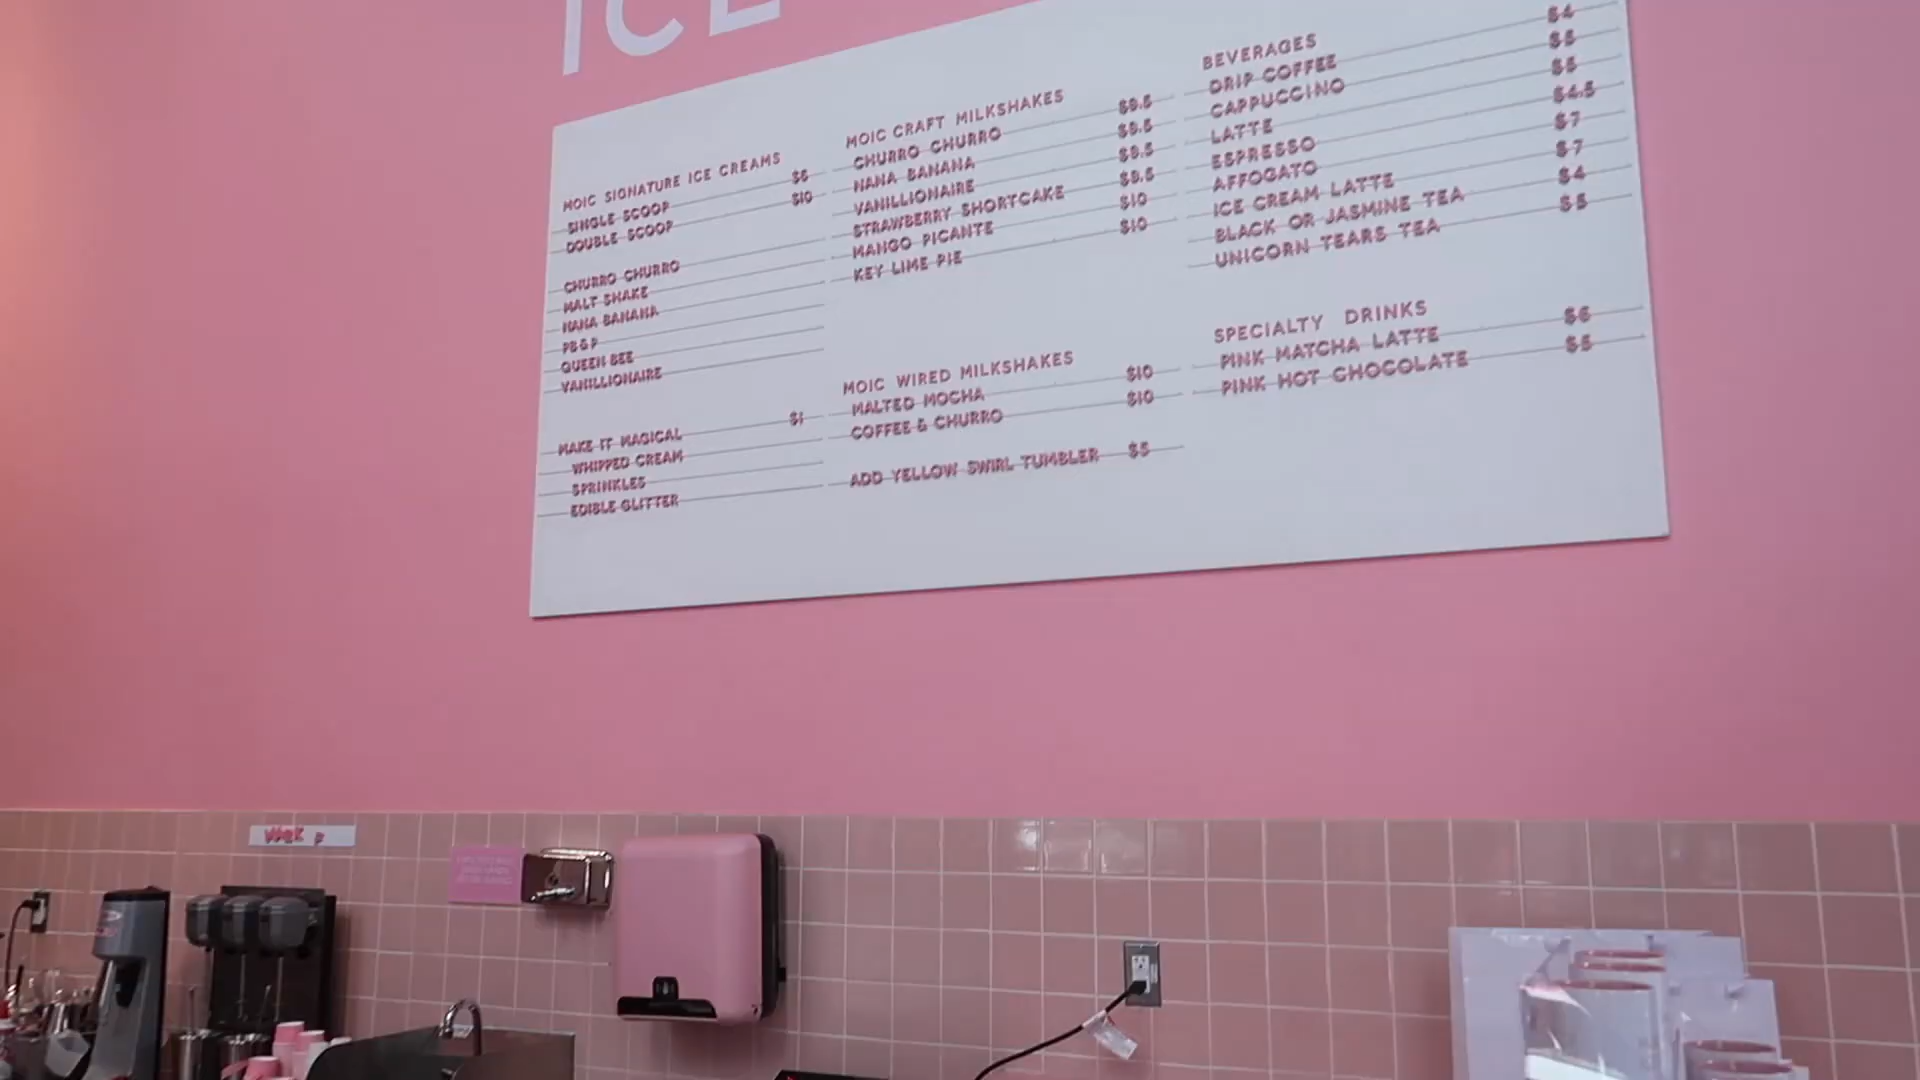 ICE
MOIC SIGNATURE ICE CREAMS
SINGLE SCOOP $6
DOUBLE SCOOP $10
CHURRO CHURRO
MALT SHAKE
NANA BANANA
PB&P
QUEEN BEE
VANILLIONAIRE
MAKE IT MAGICAL $1
WHIPPED CREAM
SPRINKLES
EDIBLE GLITTER
MOIC CRAFT MILKSHAKES
CHURRO CHURRO $9.5
NANA BANANA $9.5
VANILLIONAIRE $9.5
STRAWBERRY SHORTCAKE $9.5
MANGO PICANTE $10
KEY LIME PIE $10
MOIC WIRED MILKSHAKES
MALTED MOCHA $10
COFFEE & CHURRO $10
ADD YELLOW SWIRL TUMBLER $5
BEVERAGES
DRIP COFFEE $4
CAPPUCCINO $5
LATTE $5
ESPRESSO $4.5
AFFOGATO $7
ICE CREAM LATTE $7
BLACK OR JASMINE TEA $4
UNICORN TEARS TEA $5
SPECIALTY DRINKS
PINK MATCHA LATTE $6
PINK HOT CHOCOLATE $5